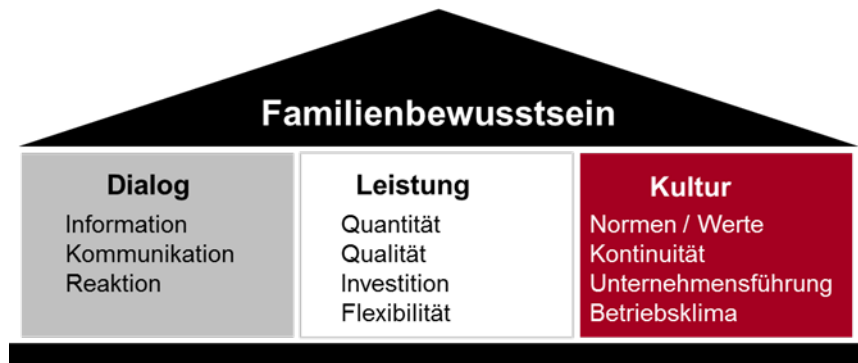 Familienbewusstsein
Dialog
Information
Kommunikation
Reaktion
Leistung
Quantität
Qualität
Investition
Flexibilität
Kultur
Normen / Werte
Kontinuität
Unternehmensführung
Betriebsklima